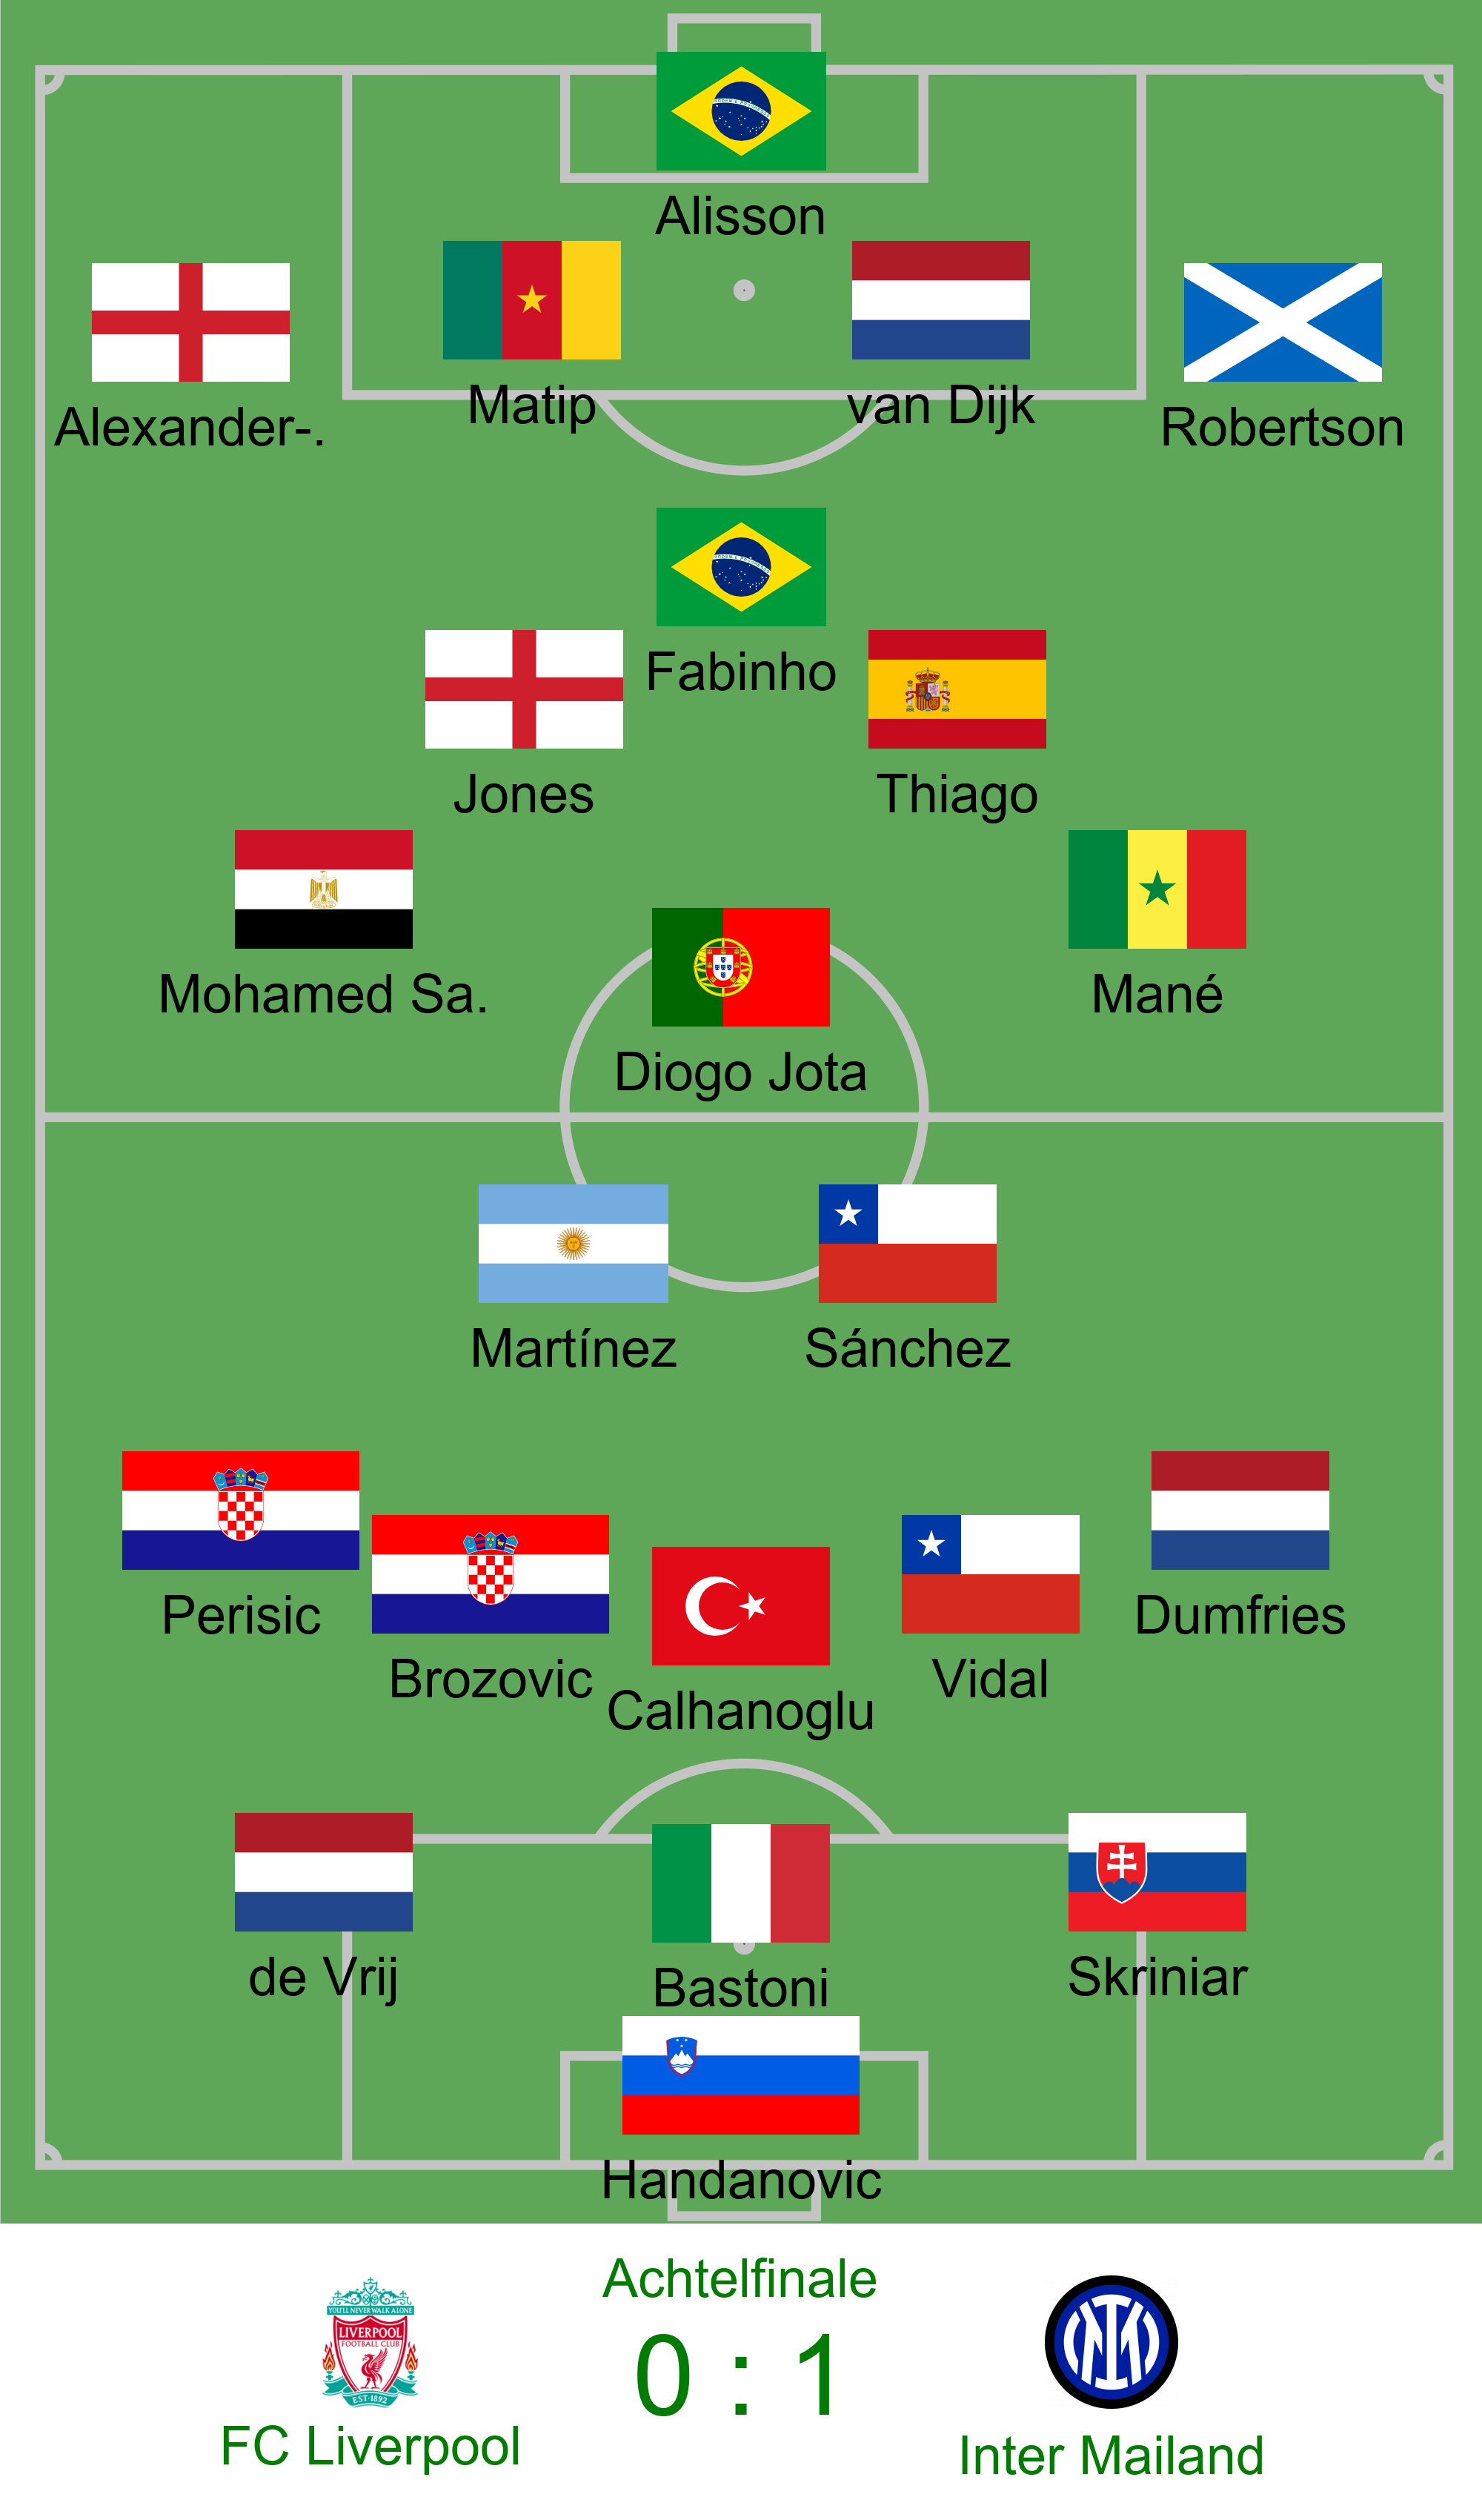 Alisson
Matip
van Dijk
Alexander-.
Robertson
Fabinho
Jones
Thiago
Mohamed Sa.
Mané
Diogo Jota
Martínez
Sánchez
Perisic
Dumfries
Brozovic
Vidal
Calhanoglu
de Vrij
Bastoni
Skriniar
Handanovic
Achtelfinale
0 : 1
YOU'LL NEVER WALK ALONE
LIVERPOOL
FOOTBALL CLUB
EST·1892
FC Liverpool
Inter Mailand